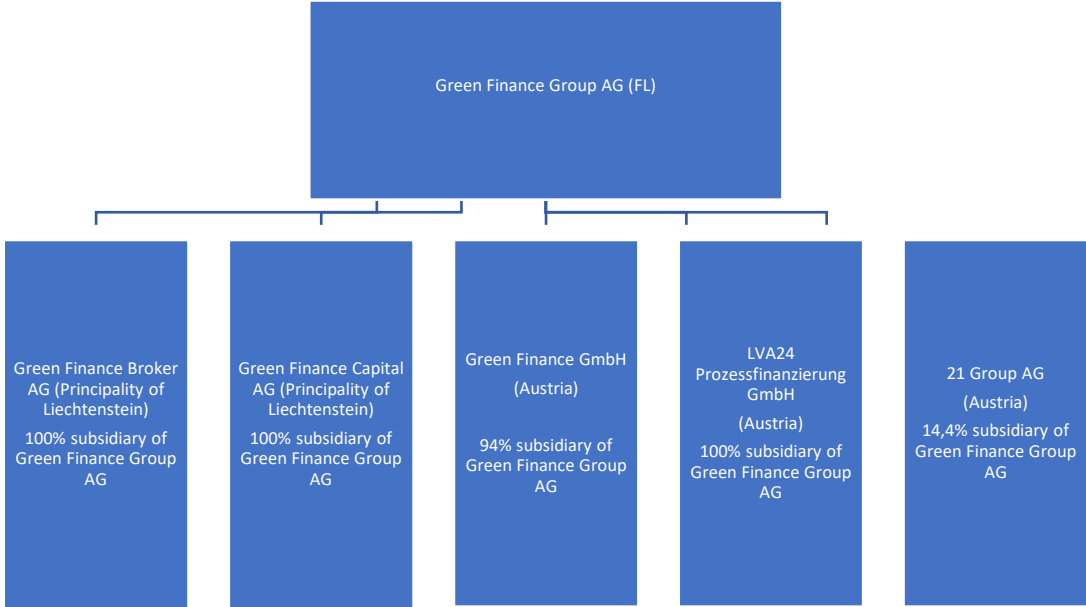 Green Finance Group AG (FL)
Green Finance Broker
AG (Principality of
Liechtenstein)
100% subsidiary of
Green Finance Group
AG
Green Finance Capital
AG (Principality of
Liechtenstein)
100% subsidiary of
Green Finance Group
AG
Green Finance GmbH
(Austria)
94% subsidiary of
Green Finance Group
AG
LVA24
Prozessfinanzierung
GmbH
(Austria)
100% subsidiary of
Green Finance Group
AG
21 Group AG
(Austria)
14,4% subsidiary of
Green Finance Group
AG